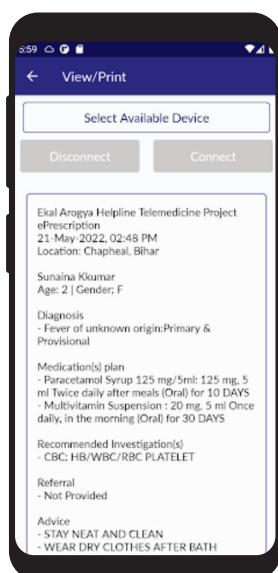 5:59
View/Print
Select Available Device
Disconnect Connect
Ekal Arogya Helpline Telemedicine Project
ePrescription
21-May-2022, 02:48 PM
Location: Chapheal, Bihar
Sunaina Kkumar
Age: 2 | Gender: F
Diagnosis
- Fever of unknown origin:Primary &
Provisional
Medication(s) plan
- Paracetamol Syrup 125 mg/5ml: 125 mg, 5
ml Twice daily after meals (Oral) for 10 DAYS
- Multivitamin Suspension : 20 mg, 5 ml Once
daily, in the morning (Oral) for 30 DAYS
Recommended Investigation(s)
- CBC: HB/WBC/RBC PLATELET
Referral
- Not Provided
Advice
- STAY NEAT AND CLEAN
- WEAR DRY CLOTHES AFTER BATH